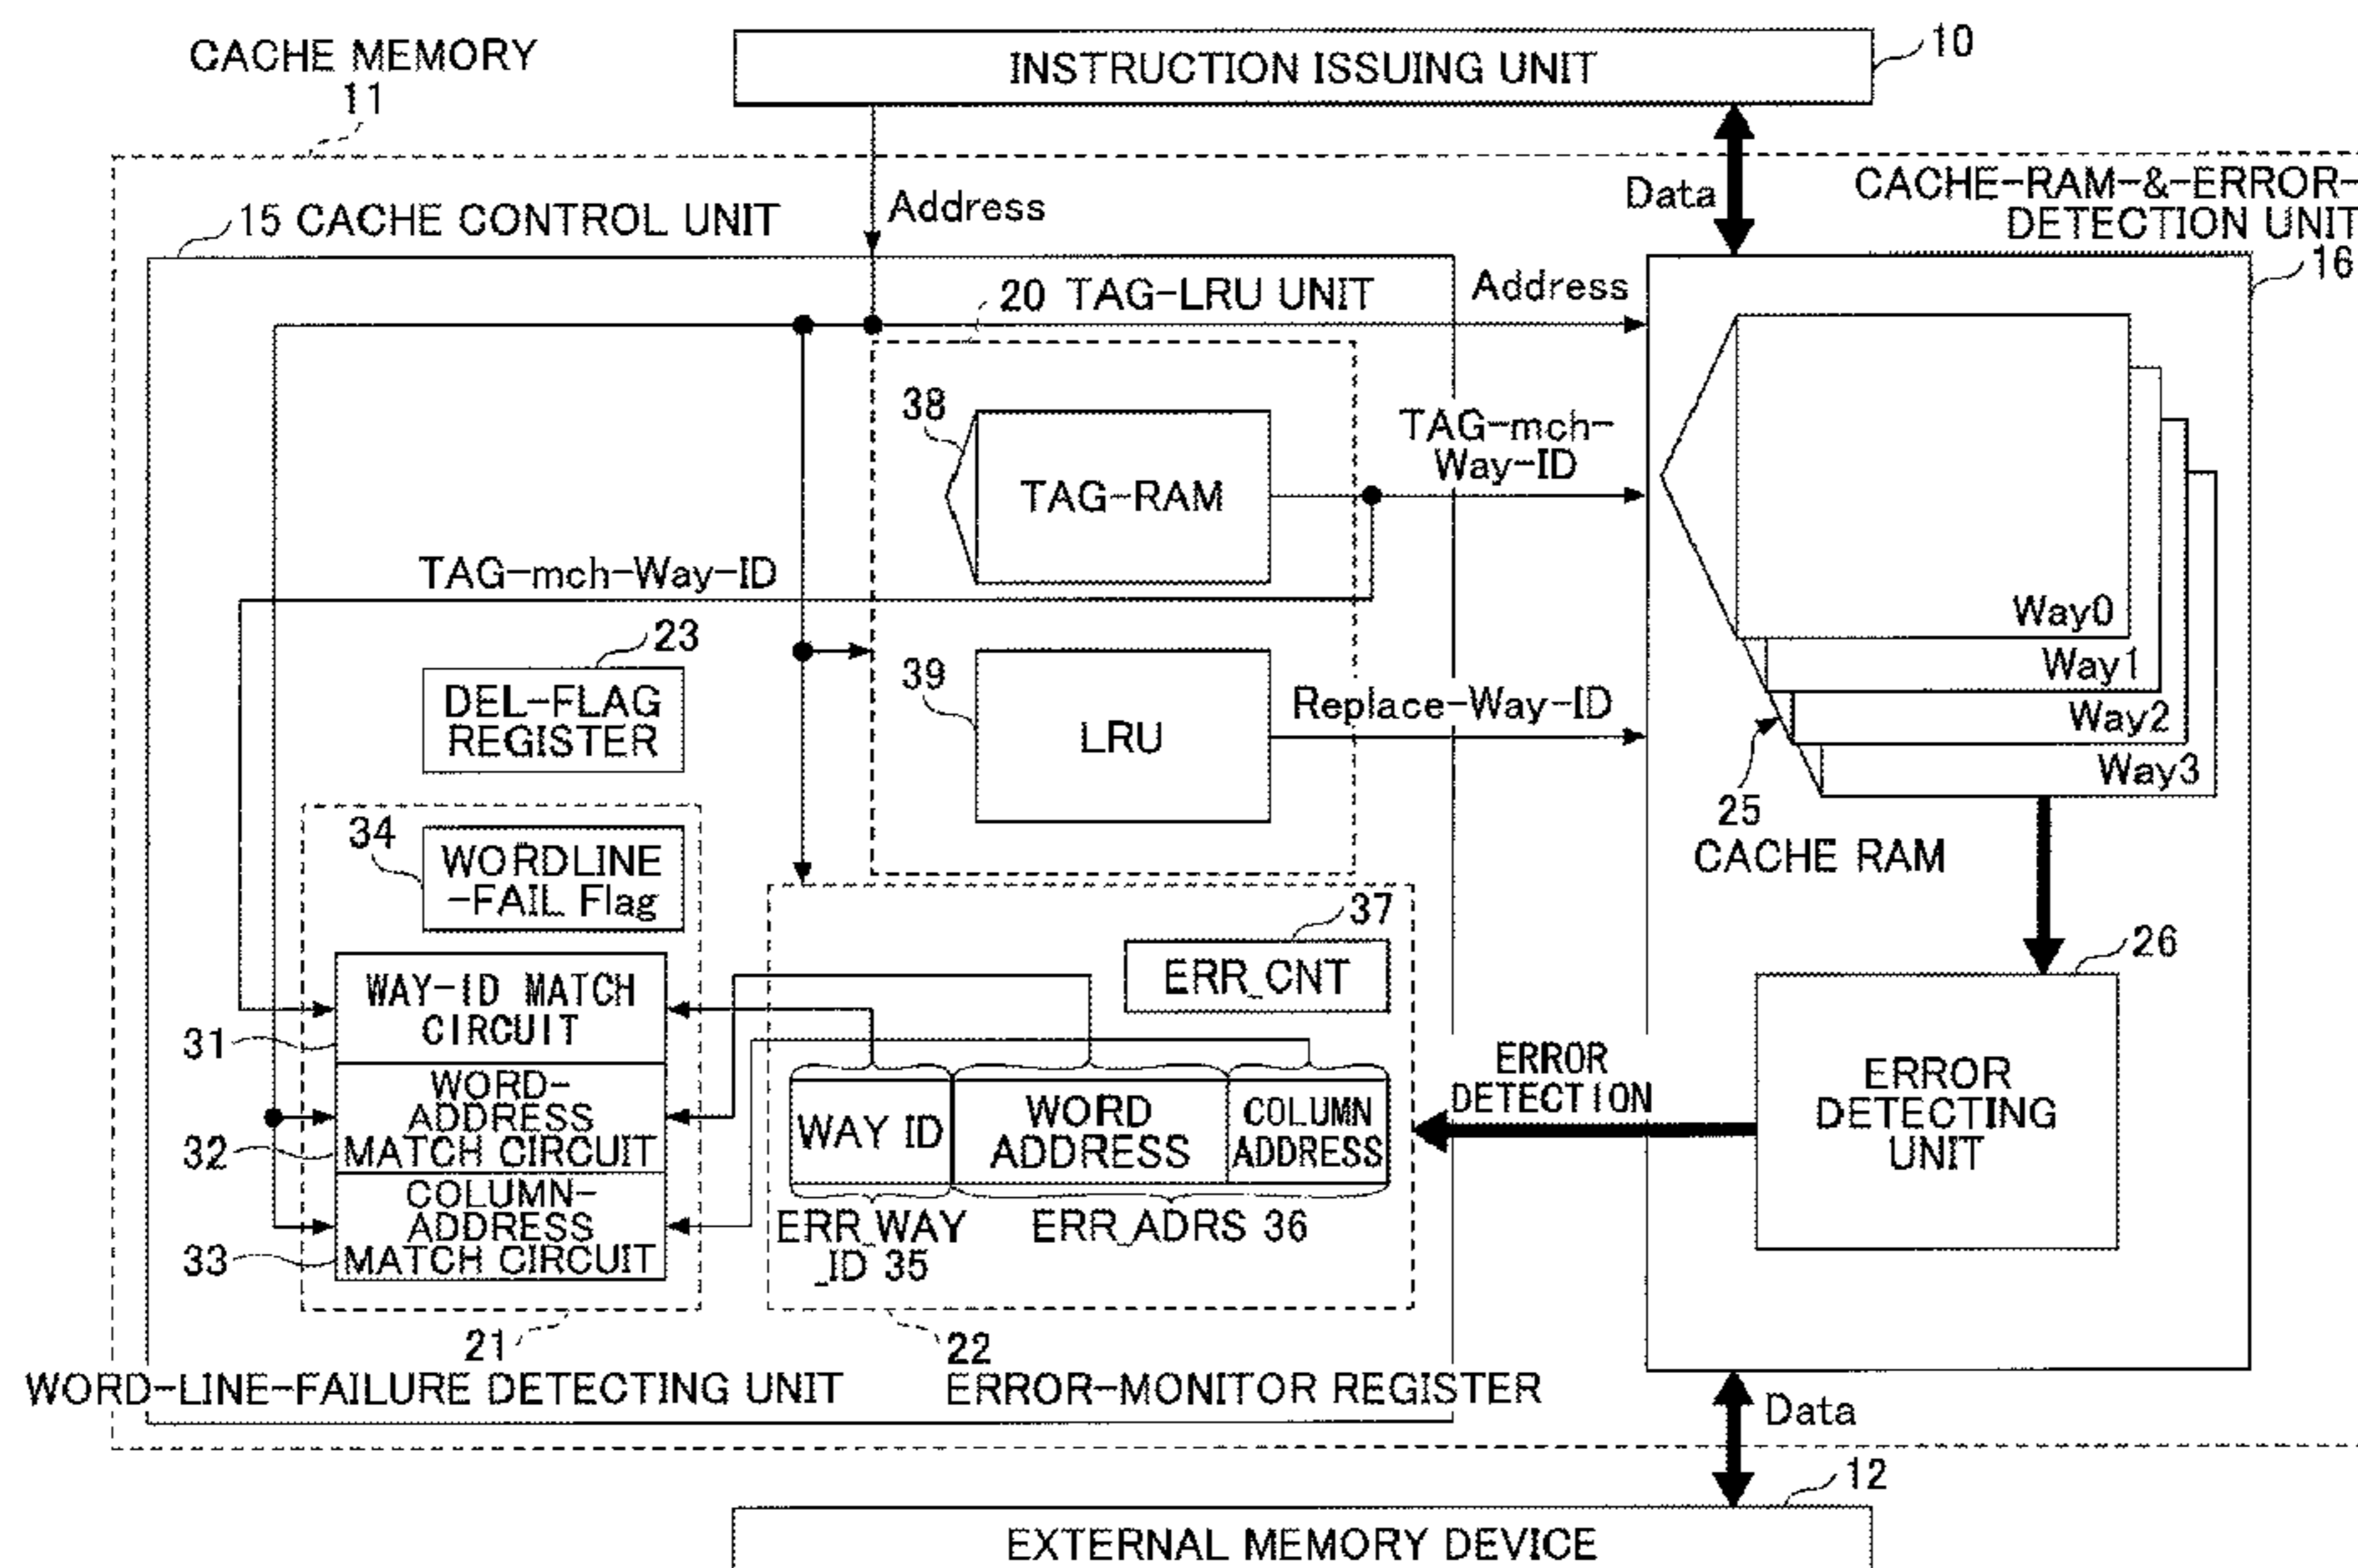 CACHE MEMORY
11
INSTRUCTION ISSUING UNIT
10
Address
Data
CACHE-RAM-&-ERROR-
DETECTION UNIT
16
15 CACHE CONTROL UNIT
20 TAG-LRU UNIT
Address
38
TAG-RAM
TAG-mch-
Way-ID
TAG-mch-Way-ID
Way0
Way1
Way2
Way3
23
DEL-FLAG
REGISTER
39
LRU
Replace-Way-ID
25
CACHE RAM
34
WORDLINE
-FAIL Flag
37
ERR_CNT
26
WAY-ID MATCH
CIRCUIT
31
WORD-
ADDRESS
MATCH CIRCUIT
32
COLUMN-
ADDRESS
MATCH CIRCUIT
33
WAY ID
WORD
ADDRESS
COLUMN
ADDRESS
ERR_WAY
_ID 35
ERR_ADRS 36
ERROR
DETECTION
ERROR
DETECTING
UNIT
21
WORD-LINE-FAILURE DETECTING UNIT
22
ERROR-MONITOR REGISTER
Data
12
EXTERNAL MEMORY DEVICE